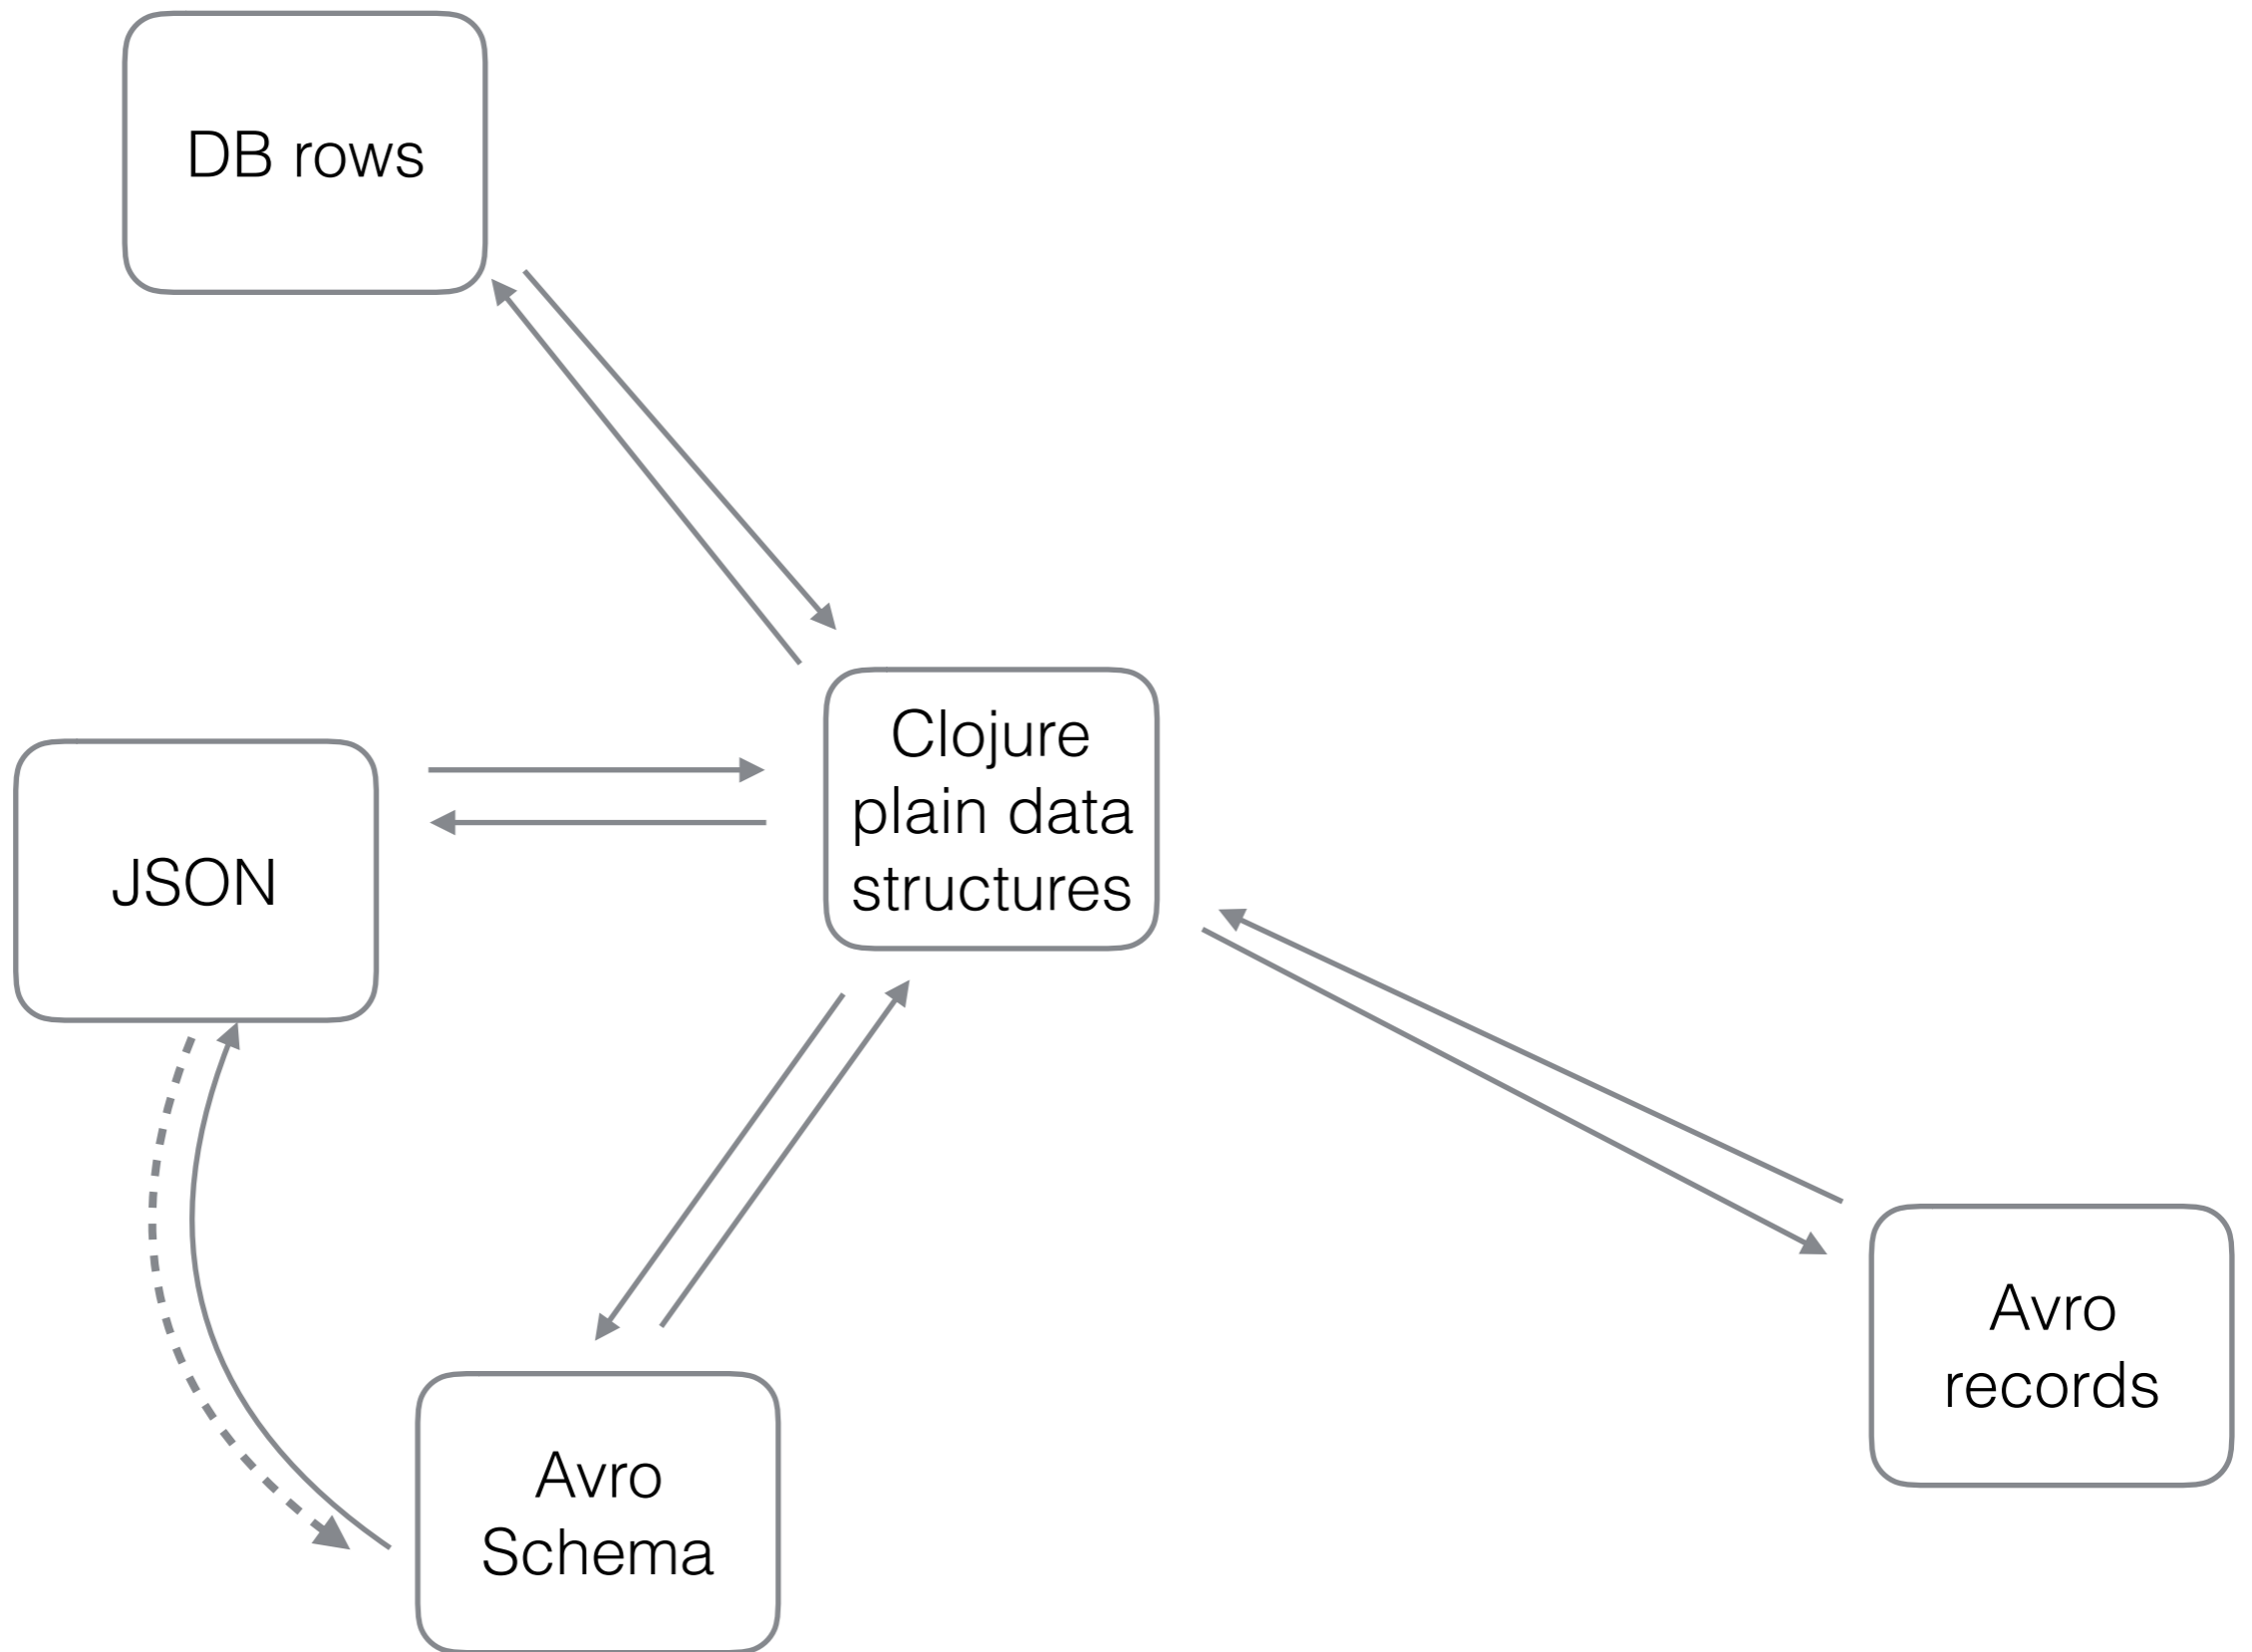 DB rows
Clojure
plain data
structures
JSON
Avro
records
Avro
Schema